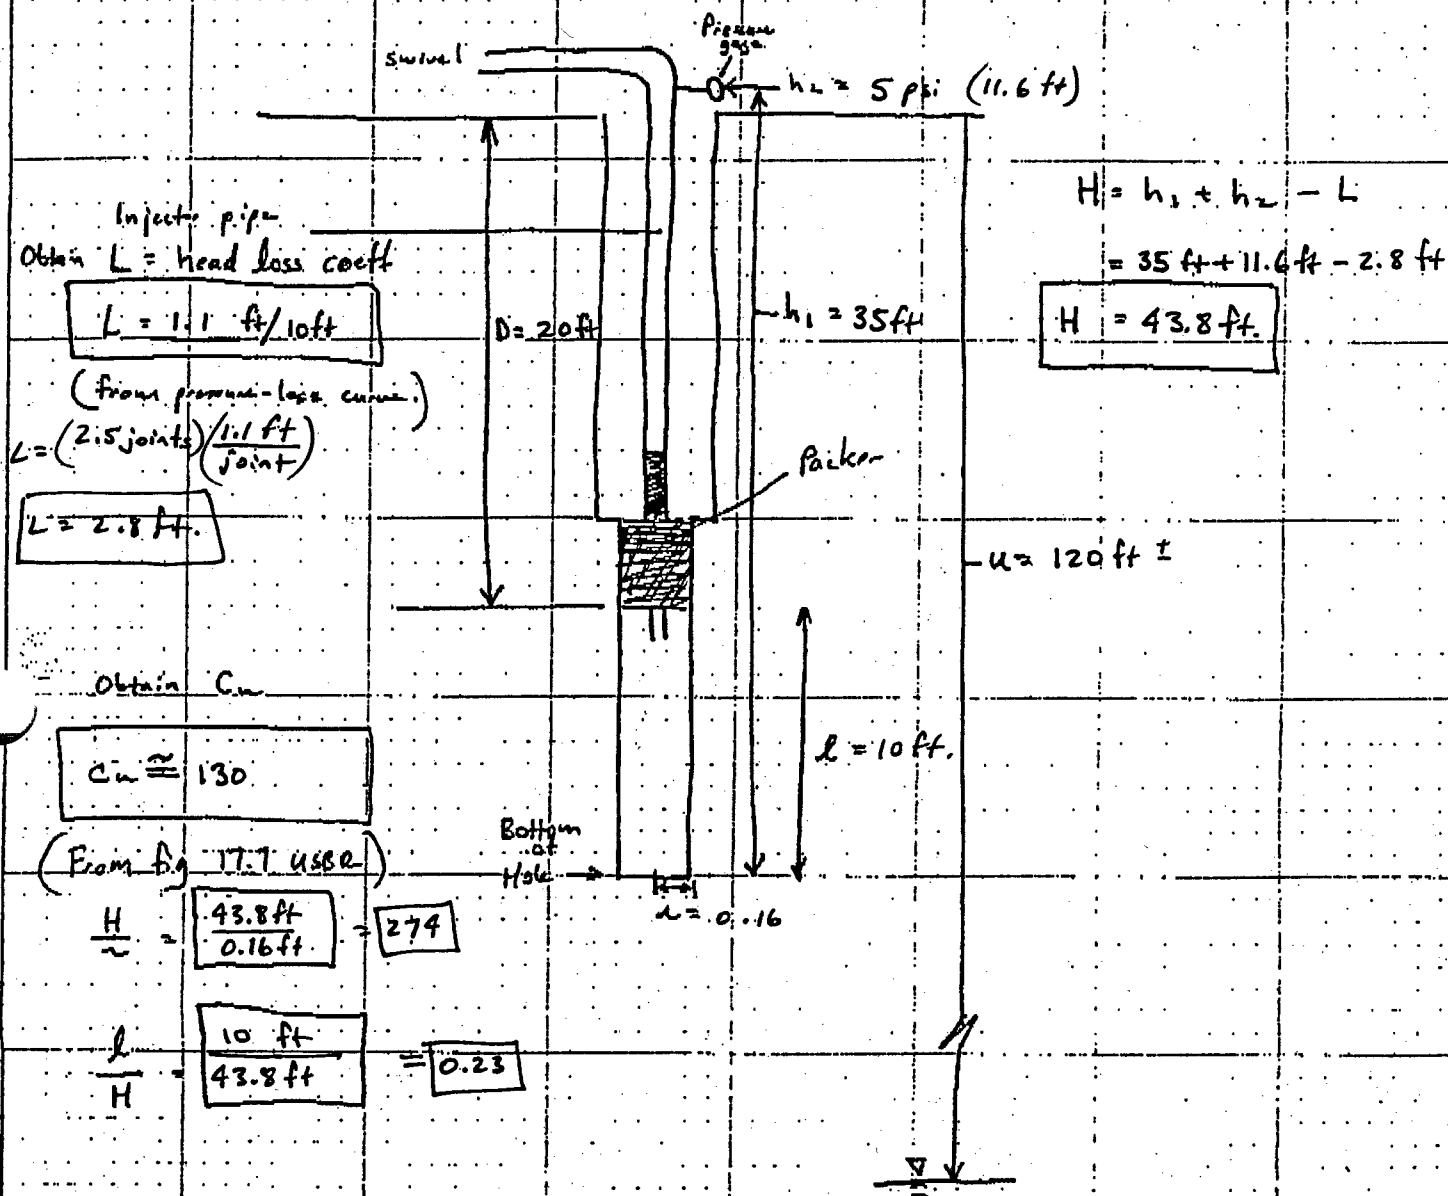 Pressure
gage
swivel
h₂ = 5 psi (11.6 ft)
H = h₁ + h₂ - L
= 35 ft + 11.6 ft - 2.8 ft
H = 43.8 ft.
Injector pipe
Obtain L = head loss coeff
L = 1.1 ft/10ft
(from pressure-loss curve.)
L = (2.5 joints)(1.1 ft/joint)
L = 2.8 ft.
D = 20 ft
h₁ = 35 ft
Packer
u = 120 ft ±
Obtain Cu
Cu ≅ 130
(From fig 17.7 USBR)
l = 10 ft.
Bottom
of
Hole
r = 0.16
H/r = 43.8 ft/0.16 ft = 274
l/H = 10 ft/43.8 ft = 0.23